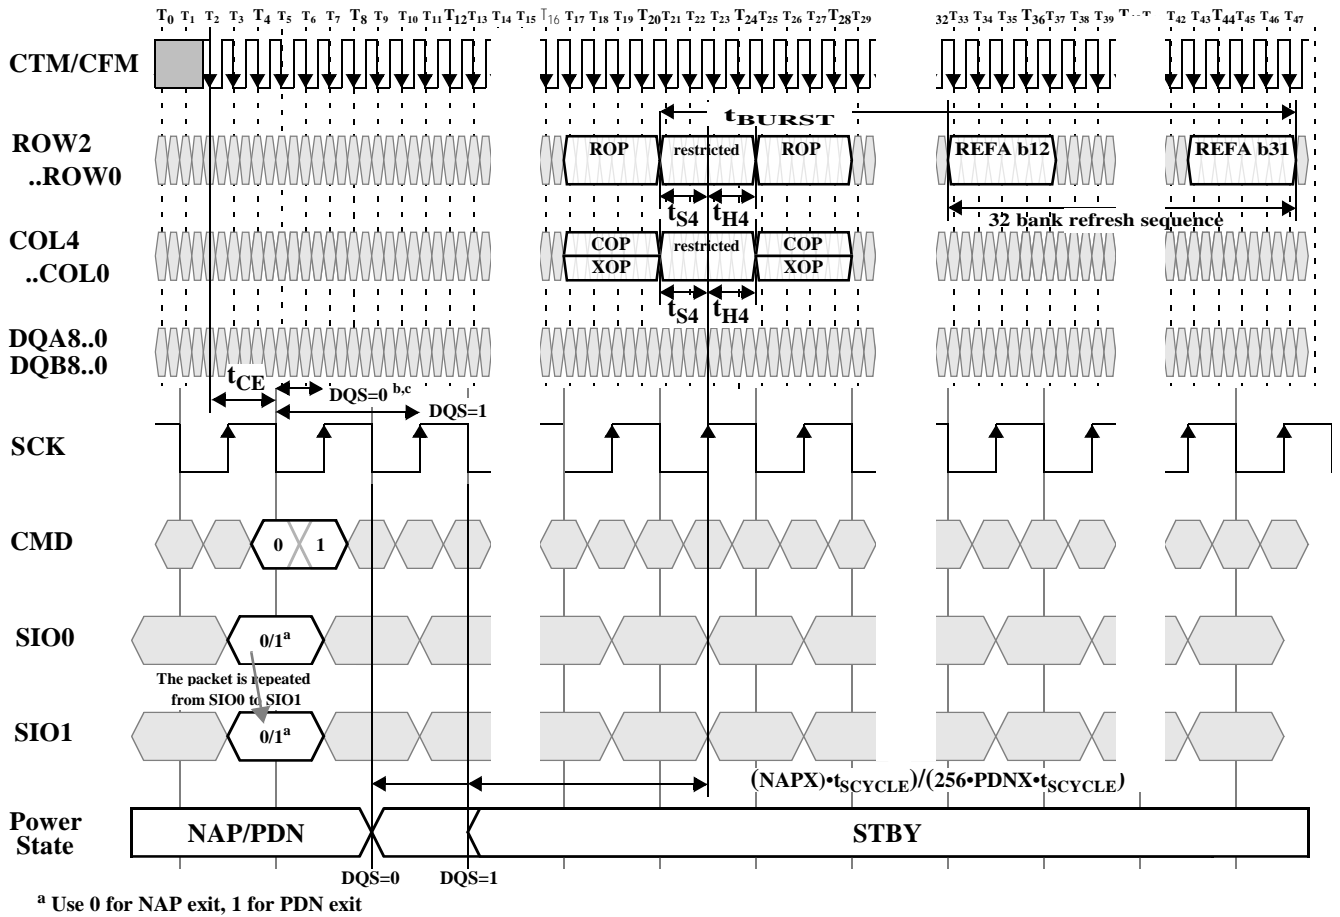 T0 T1 T2 T3 T4 T5 T6 T7 T8 T9 T10 T11 T12 T13 T14 T15 T16 T17 T18 T19 T20 T21 T22 T23 T24 T25 T26 T27 T28 T29 32 T33 T34 T35 T36 T37 T38 T39 T42 T43 T44 T45 T46 T47
CTM/CFM
tBURST
ROW2
..ROW0
ROP restricted ROP REFA b12 REFA b31
tS4 tH4
32 bank refresh sequence
COL4
..COL0
COP restricted COP
XOP XOP
tS4 tH4
DQA8..0
DQB8..0
tCE
DQS=0 b,c
DQS=1
SCK
CMD
0 1
SIO0
0/1a
The packet is repeated
from SIO0 to SIO1
SIO1
0/1a
(NAPX)•tSCYCLE)/(256•PDNX•tSCYCLE)
Power
State
NAP/PDN STBY
DQS=0 DQS=1
a Use 0 for NAP exit, 1 for PDN exit